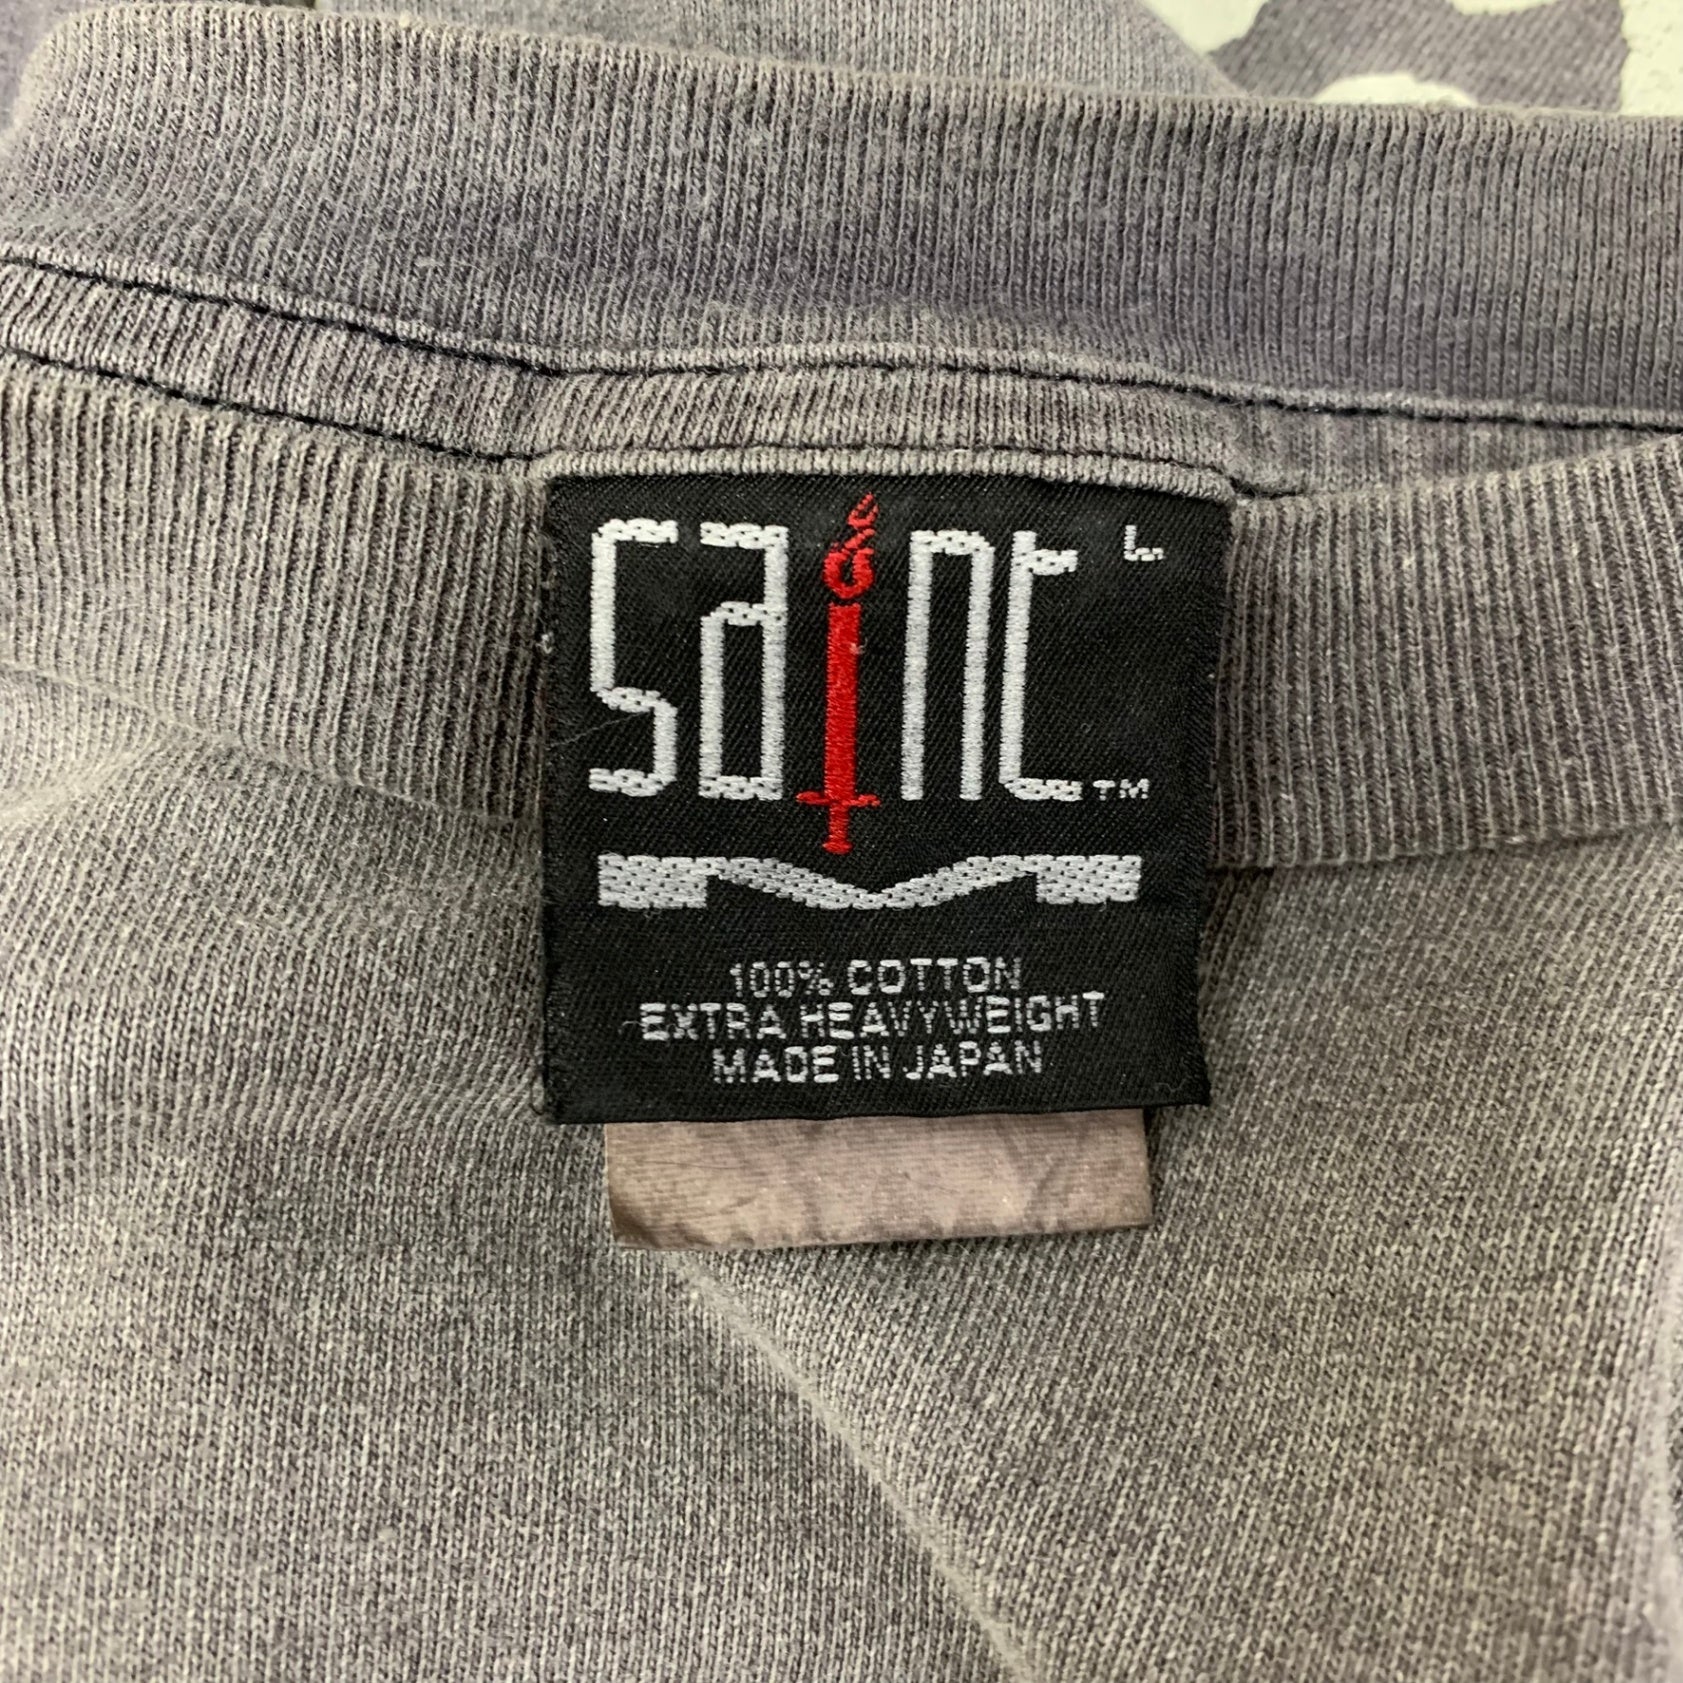 saint L
™
100% COTTON
EXTRA HEAVYWEIGHT
MADE IN JAPAN